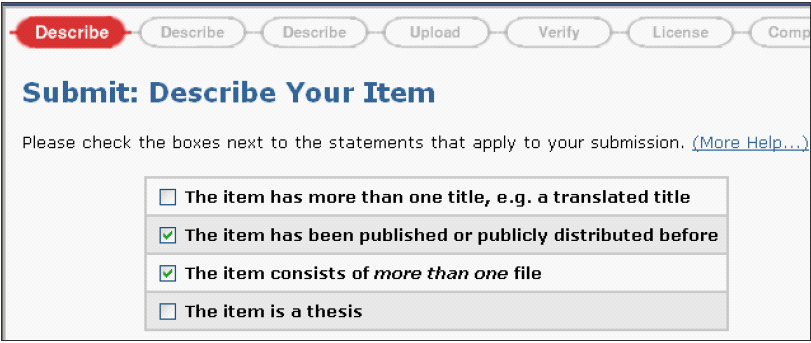 Describe Describe Describe Upload Verify License Comp
Submit: Describe Your Item
Please check the boxes next to the statements that apply to your submission. (More Help...)
The item has more than one title, e.g. a translated title
The item has been published or publicly distributed before
The item consists of more than one file
The item is a thesis